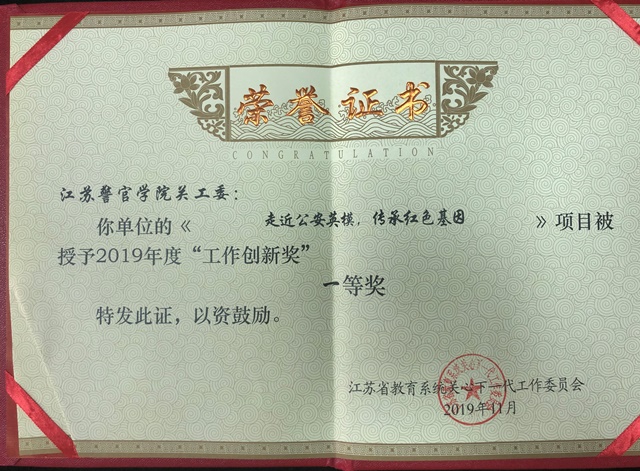 荣誉证书
CONGRATULATION
江苏警官学院关工委：
你单位的《 走近公安英模，传承红色基因 》项目被
授予2019年度“工作创新奖”
一等奖
特发此证，以资鼓励。
江苏省教育系统关心下一代工作委员会
2019年11月